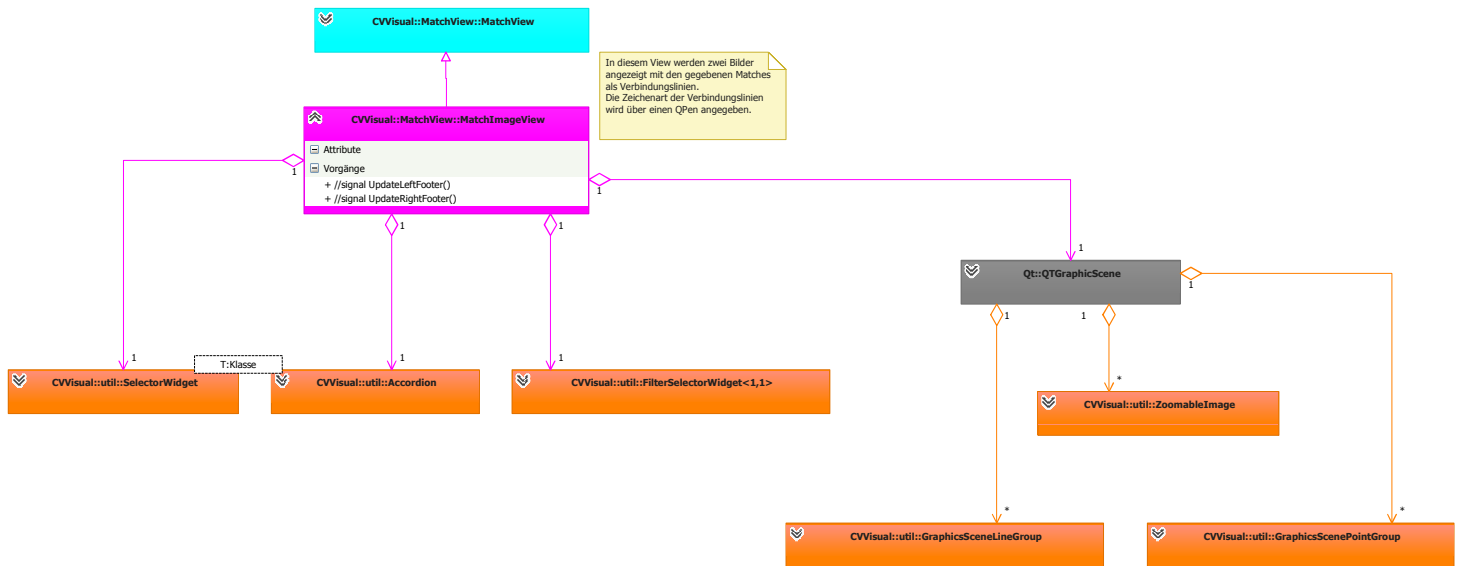 CVVisual::MatchView::MatchView
In diesem View werden zwei Bilder
angezeigt mit den gegebenen Matches
als Verbindungslinien.
Die Zeichenart der Verbindungslinien
wird über einen QPen angegeben.
CVVisual::MatchView::MatchImageView
Attribute
Vorgänge
+ //signal UpdateLeftFooter()
+ //signal UpdateRightFooter()
1
1
1
1
1
Qt::QTGraphicScene
1
1
1
1
T:Klasse
1
1
CVVisual::util::SelectorWidget
CVVisual::util::Accordion
CVVisual::util::FilterSelectorWidget<1,1>
*
CVVisual::util::ZoomableImage
*
*
CVVisual::util::GraphicsSceneLineGroup
CVVisual::util::GraphicsScenePointGroup